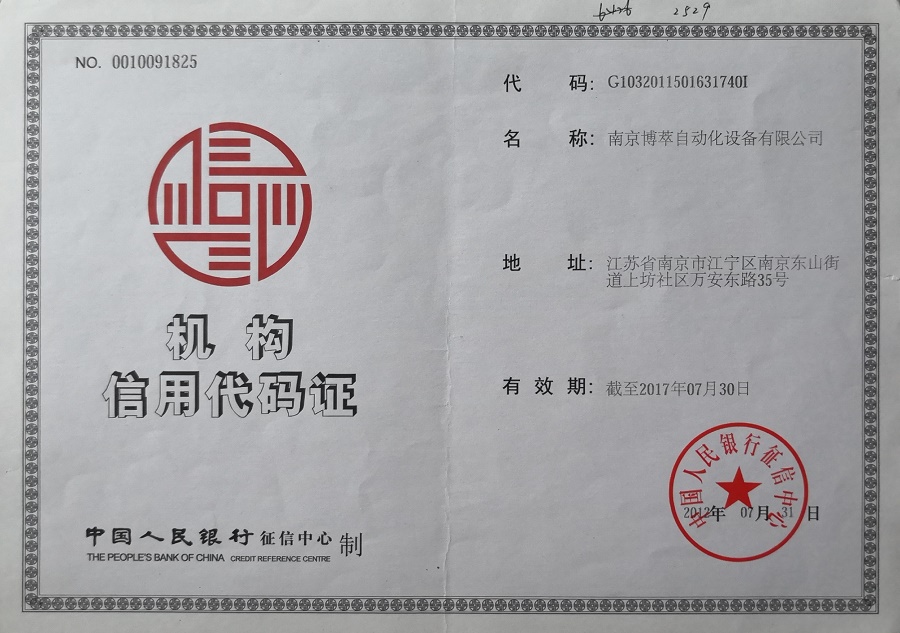 2529
NO. 0010091825
机构
信用代码证
中国人民银行征信中心 制
THE PEOPLE'S BANK OF CHINA CREDIT REFERENCE CENTRE
代 码: G1032011501631740I
名 称: 南京博萃自动化设备有限公司
地 址: 江苏省南京市江宁区南京东山街
道上坊社区万安东路35号
有 效 期: 截至2017年07月30日
中国人民银行征信中心
2012年 07月 31日